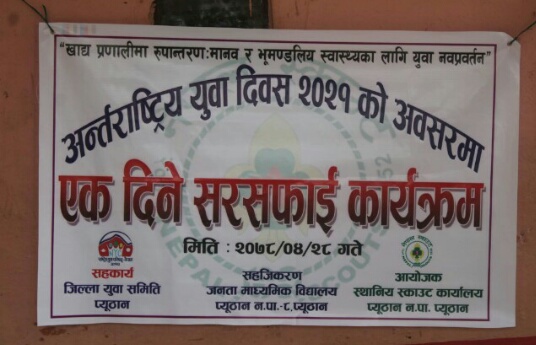 "खाद्य प्रणालीमा रुपान्तरण:मानव र भूमण्डलिय स्वास्थ्यका लागि युवा नवप्रवर्तन"
अर्न्तराष्ट्रिय युवा दिवस २०२१ को अवसरमा
एक दिने सरसफाई कार्यक्रम
मिति : २०७८/०४/२८ गते
सहकार्य
जिल्ला युवा समिति
प्यूठान
सहजिकरण
जनता माध्यमिक विद्यालय
प्यूठान न.पा.-८,प्यूठान
आयोजक
स्थानिय स्काउट कार्यालय
प्यूठान न.पा. प्यूठान